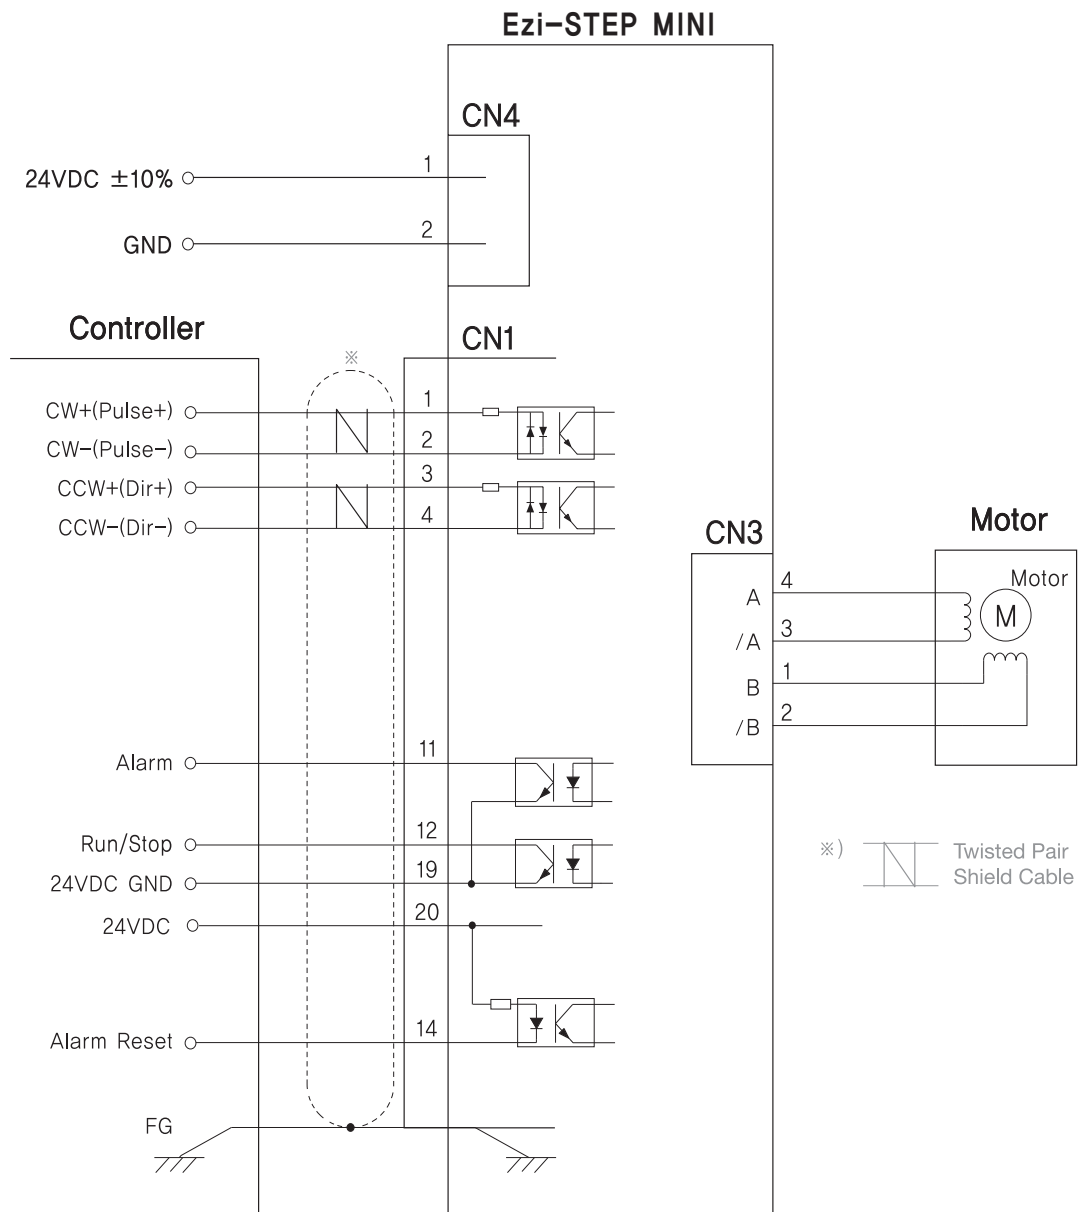 Ezi-STEP MINI
CN4
24VDC ±10%
1
GND
2
Controller
CN1
※
CW+(Pulse+)
1
CW-(Pulse-)
2
CCW+(Dir+)
3
CCW-(Dir-)
4
CN3
Motor
Motor
M
A
4
/A
3
B
1
/B
2
Alarm
11
Run/Stop
12
24VDC GND
19
24VDC
20
Alarm Reset
14
FG
※)
Twisted Pair
Shield Cable